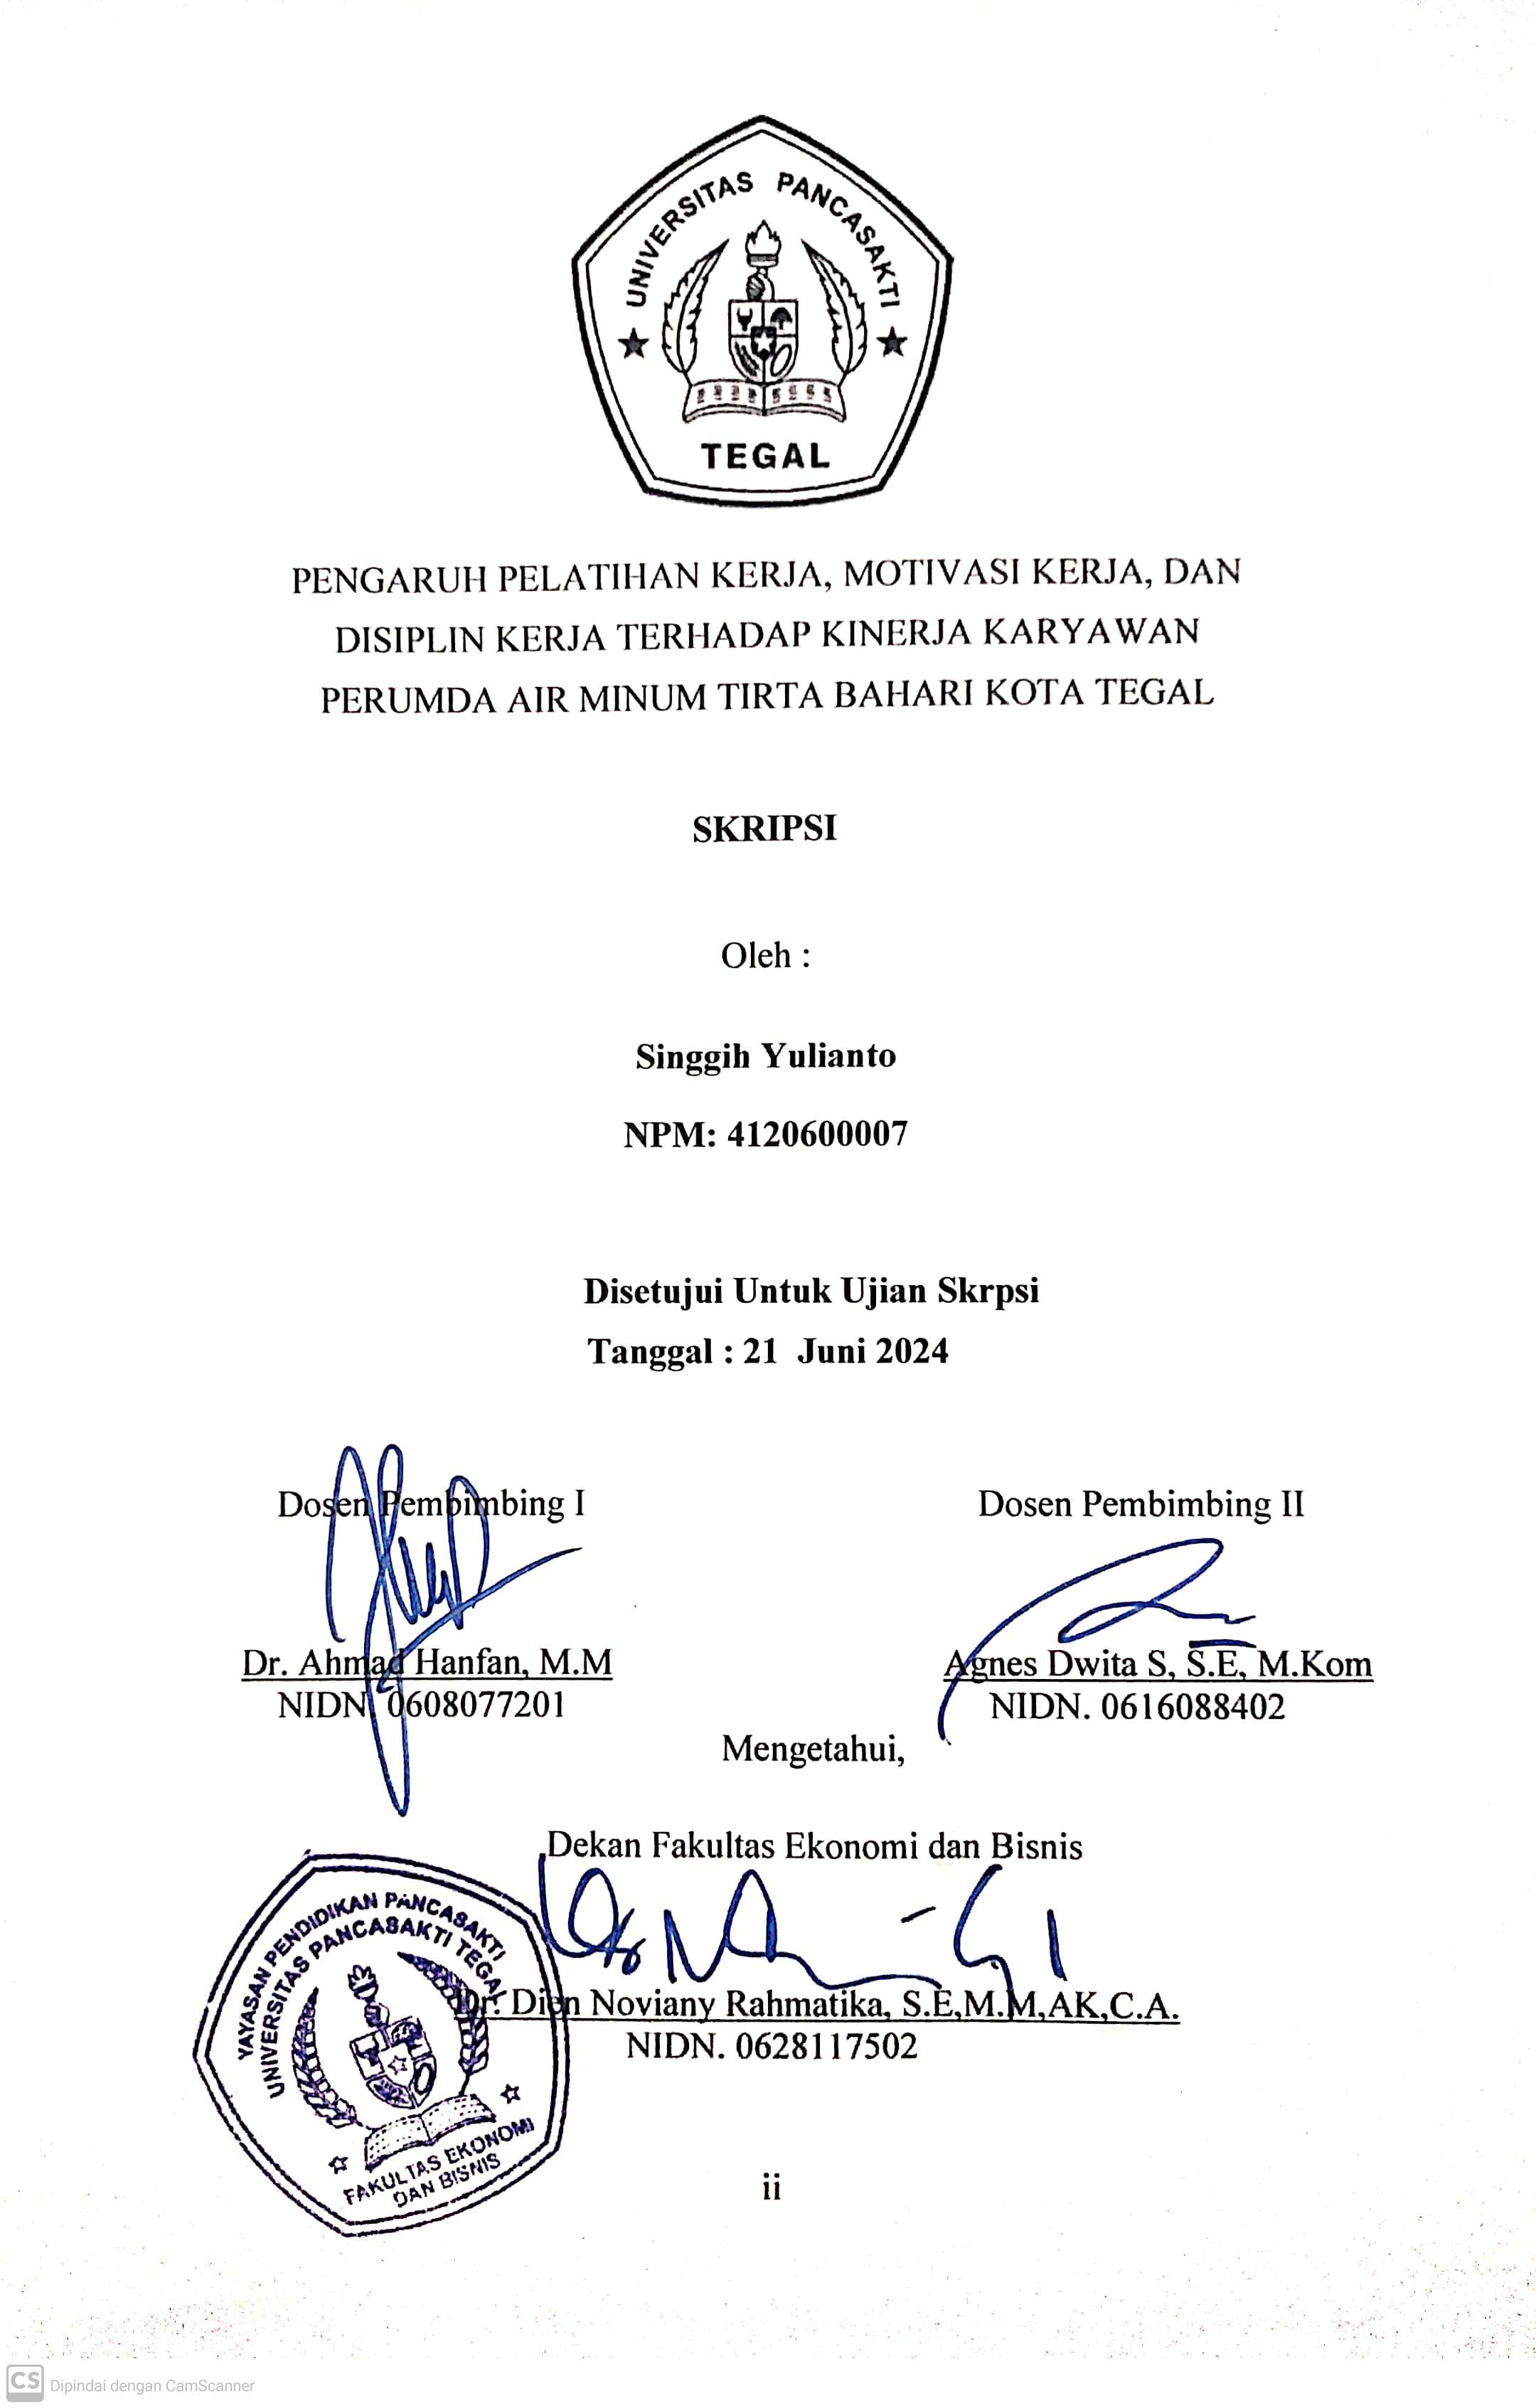 UNIVERSITAS PANCASAKTI
TEGAL
PENGARUH PELATIHAN KERJA, MOTIVASI KERJA, DAN
DISIPLIN KERJA TERHADAP KINERJA KARYAWAN
PERUMDA AIR MINUM TIRTA BAHARI KOTA TEGAL
SKRIPSI
Oleh :
Singgih Yulianto
NPM: 4120600007
Disetujui Untuk Ujian Skrpsi
Tanggal : 21 Juni 2024
Dosen Pembimbing I
Dosen Pembimbing II
Dr. Ahmad Hanfan, M.M
Agnes Dwita S, S.E, M.Kom
NIDN. 0608077201
NIDN. 0616088402
Mengetahui,
Dekan Fakultas Ekonomi dan Bisnis
Dr. Dien Noviany Rahmatika, S.E,M.M,AK,C.A.
NIDN. 0628117502
YAYASAN PENDIDIKAN PANCASAKTI
UNIVERSITAS PANCASAKTI TEGAL
FAKULTAS EKONOMI
DAN BISNIS
ii
CS Dipindai dengan CamScanner